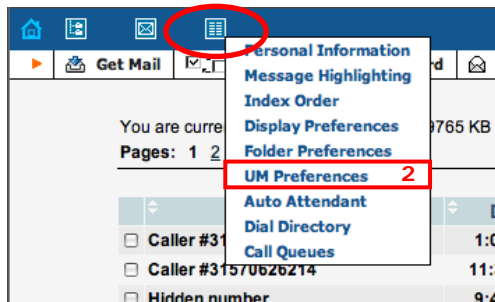 Personal Information
Get Mail rd
Message Highlighting
Index Order
You are curre Display Preferences 9765 KB
Pages: 1 2 Folder Preferences
UM Preferences 2
Auto Attendant
Dial Directory
Caller #31 1:0
Call Queues
Caller #31570626214 11:
Hidden number 9:4